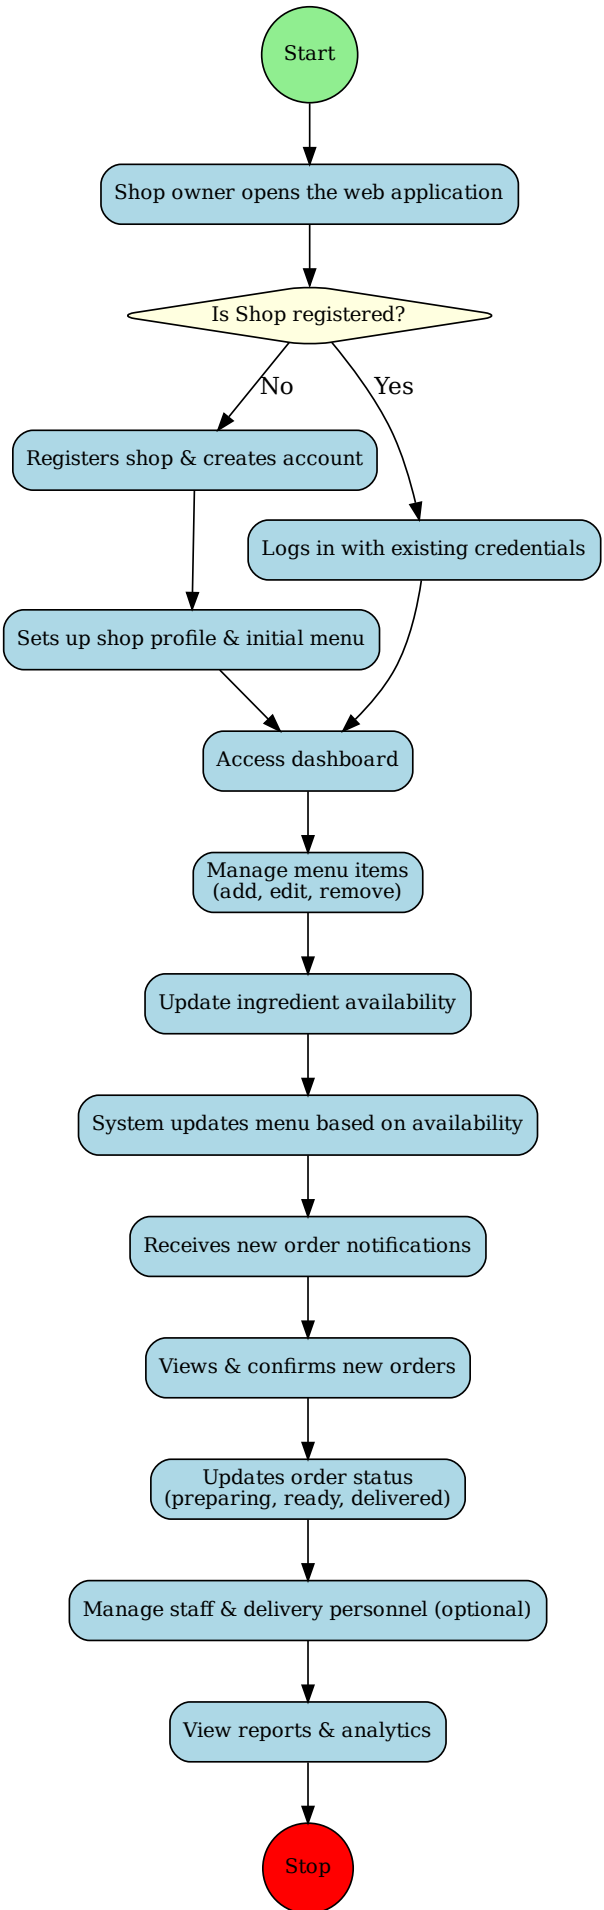 Start
Shop owner opens the web application
Is Shop registered?
No
Yes
Registers shop & creates account
Logs in with existing credentials
Sets up shop profile & initial menu
Access dashboard
Manage menu items
(add, edit, remove)
Update ingredient availability
System updates menu based on availability
Receives new order notifications
Views & confirms new orders
Updates order status
(preparing, ready, delivered)
Manage staff & delivery personnel (optional)
View reports & analytics
Stop